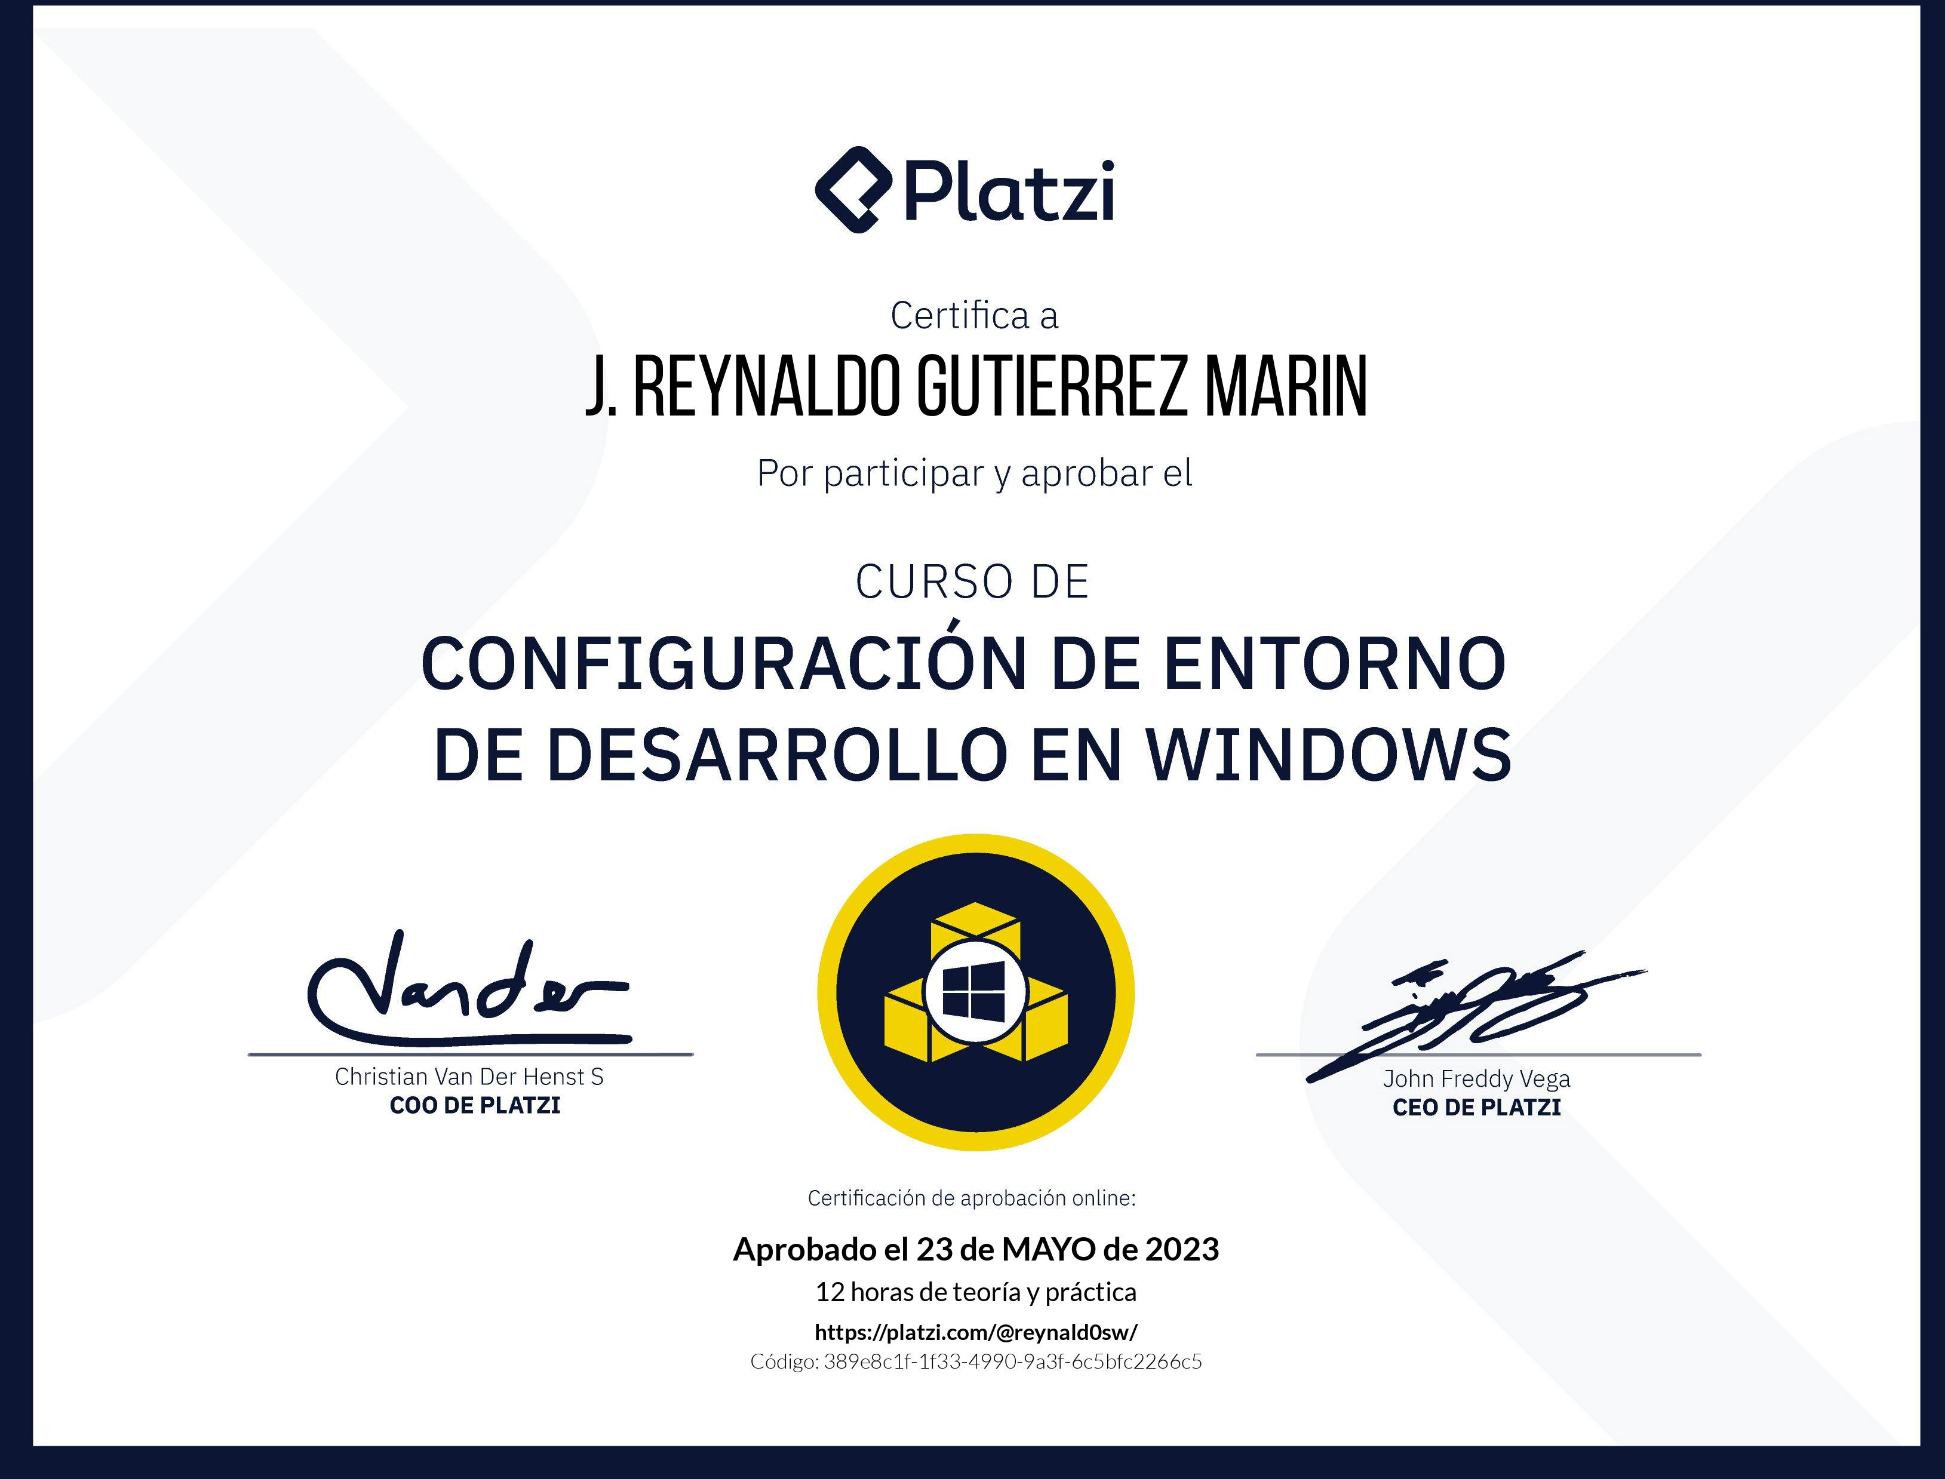 Platzi
Certifica a
J. REYNALDO GUTIERREZ MARIN
Por participar y aprobar el
CURSO DE
CONFIGURACIÓN DE ENTORNO
DE DESARROLLO EN WINDOWS
Vander
Christian Van Der Henst S
COO DE PLATZI
John Freddy Vega
CEO DE PLATZI
Certificación de aprobación online:
Aprobado el 23 de MAYO de 2023
12 horas de teoría y práctica
https://platzi.com/@reynald0sw/
Código: 389e8c1f-1f33-4990-9a3f-6c5bfc2266c5